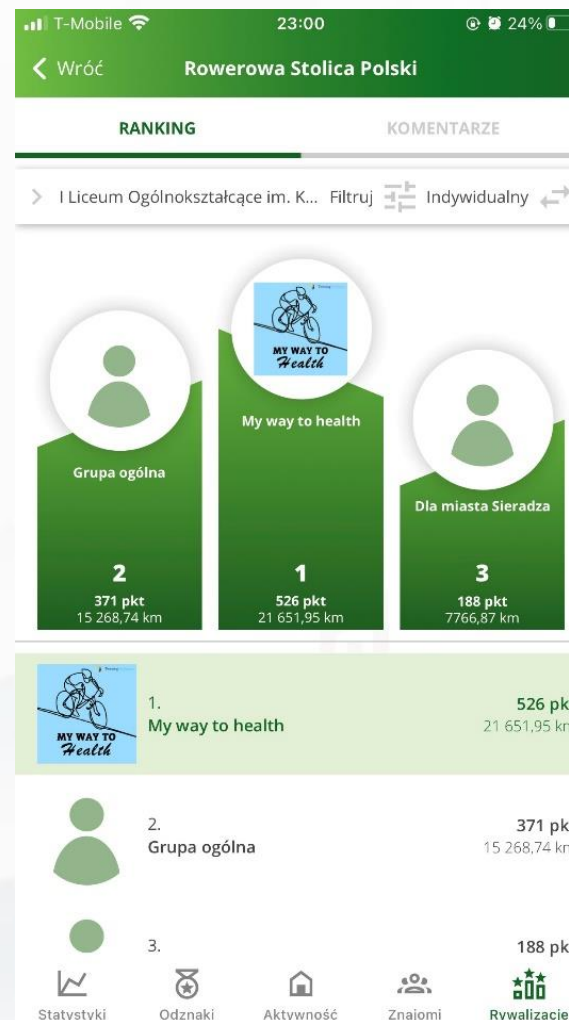 T-Mobile 23:00 24%
Wróć Rowerowa Stolica Polski
RANKING KOMENTARZE
I Liceum Ogólnokształcące im. K... Filtruj Indywidualny
MY WAY TO
Health
My way to health
Grupa ogólna
Dla miasta Sieradza
2 1 3
371 pkt 526 pkt 188 pkt
15 268,74 km 21 651,95 km 7766,87 km
MY WAY TO
Health
1. 526 pk
My way to health 21 651,95 km
2. 371 pk
Grupa ogólna 15 268,74 km
3. 188 pk
Statystyki Odznaki Aktywność Znajomi Rywalizacje